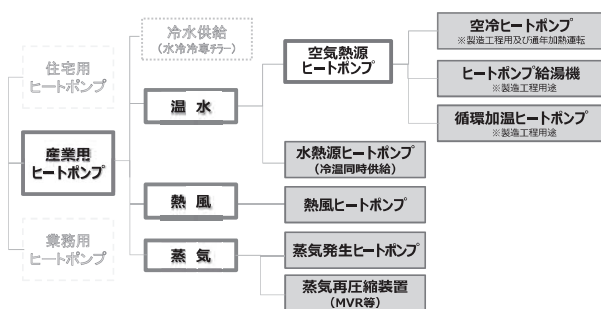 住宅用
ヒートポンプ
産業用
ヒートポンプ
業務用
ヒートポンプ
冷水供給
(水冷冷専チラー)
温 水
熱 風
蒸 気
空気熱源
ヒートポンプ
水熱源ヒートポンプ
(冷温同時供給)
熱風ヒートポンプ
蒸気発生ヒートポンプ
蒸気再圧縮装置
(MVR等)
空冷ヒートポンプ
※製造工程用及び通年加熱運転
ヒートポンプ給湯機
※製造工程用途
循環加温ヒートポンプ
※製造工程用途